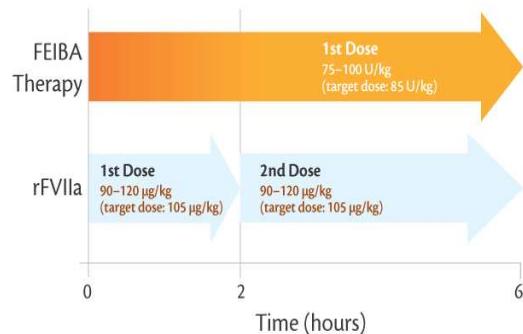 FEIBA
Therapy
1st Dose
75–100 U/kg
(target dose: 85 U/kg)
rFVIIa
1st Dose
90–120 µg/kg
(target dose: 105 µg/kg)
2nd Dose
90–120 µg/kg
(target dose: 105 µg/kg)
0
2
6
Time (hours)